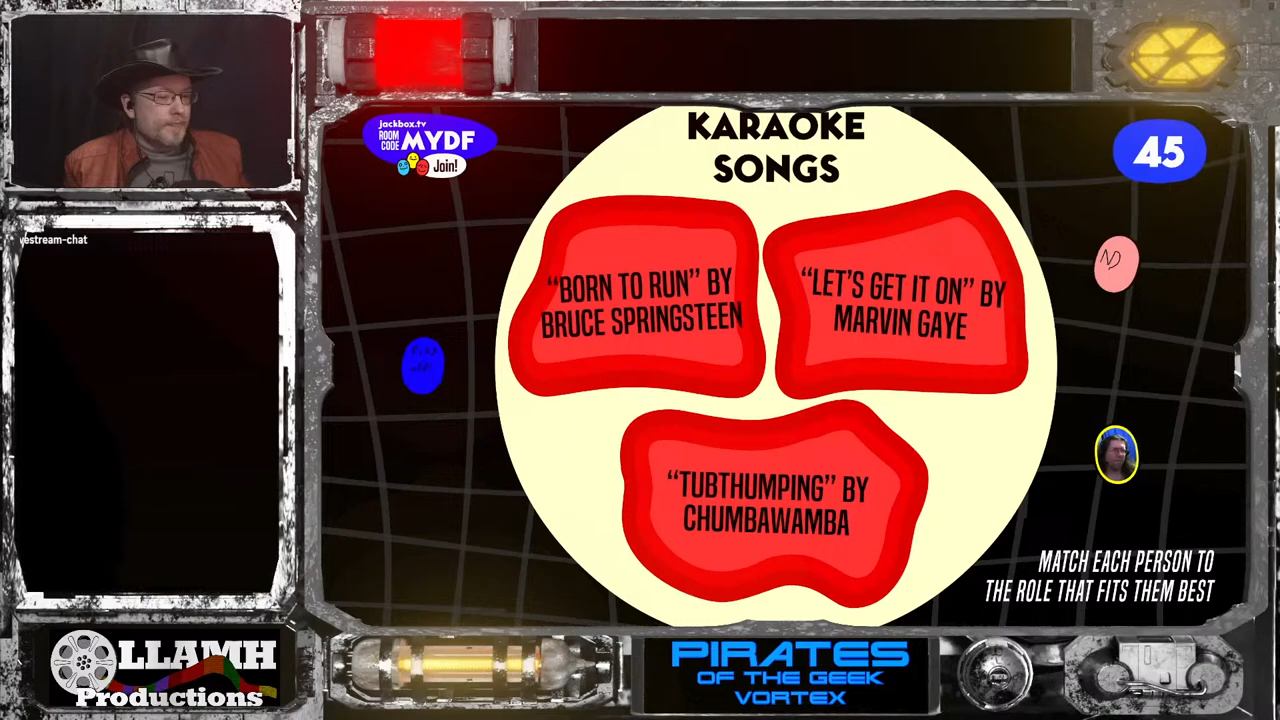 jackbox.tv
ROOM
CODE
MYDF
Join!
KARAOKE
SONGS
45
vestream-chat
"BORN TO RUN" BY
BRUCE SPRINGSTEEN
"LET'S GET IT ON" BY
MARVIN GAYE
ND
"TUBTHUMPING" BY
CHUMBAWAMBA
MATCH EACH PERSON TO
THE ROLE THAT FITS THEM BEST
OLLAMH
Productions
PIRATES
OF THE GEEK
VORTEX